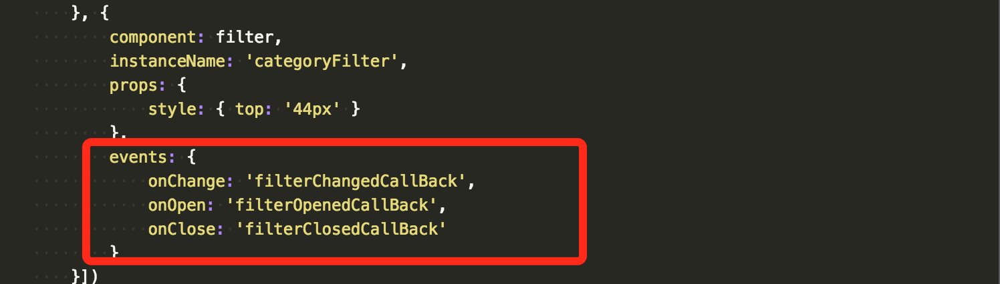 }, {
component: filter,
instanceName: 'categoryFilter',
props: {
style: { top: '44px' }
},
events: {
onChange: 'filterChangedCallBack',
onOpen: 'filterOpenedCallBack',
onClose: 'filterClosedCallBack'
}
}])